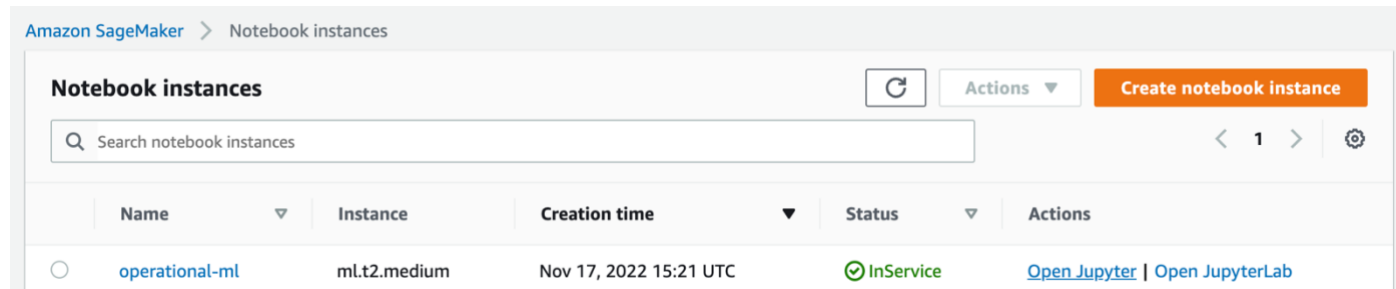 Amazon SageMaker > Notebook instances
Notebook instances
Actions
Create notebook instance
Search notebook instances
< 1 >
Name Instance Creation time Status Actions
operational-ml ml.t2.medium Nov 17, 2022 15:21 UTC InService Open Jupyter | Open JupyterLab